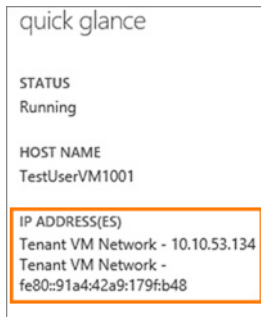 quick glance
STATUS
Running
HOST NAME
TestUserVM1001
IP ADDRESS(ES)
Tenant VM Network - 10.10.53.134
Tenant VM Network -
fe80::91a4:42a9:179f:b48